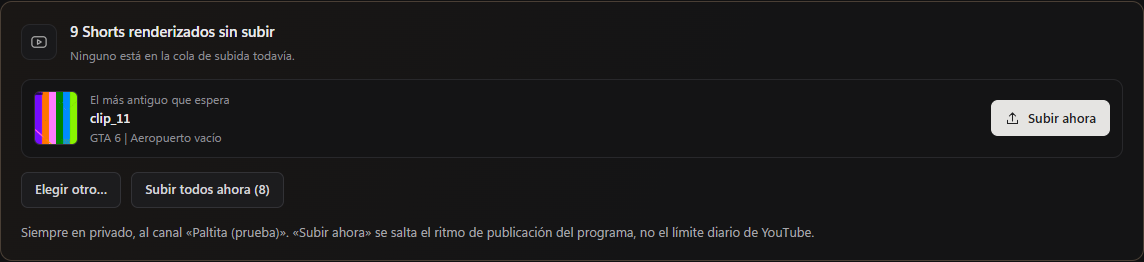 9 Shorts renderizados sin subir
Ninguno está en la cola de subida todavía.
El más antiguo que espera
clip_11
GTA 6 | Aeropuerto vacío
Subir ahora
Elegir otro...
Subir todos ahora (8)
Siempre en privado, al canal «Paltita (prueba)». «Subir ahora» se salta el ritmo de publicación del programa, no el límite diario de YouTube.